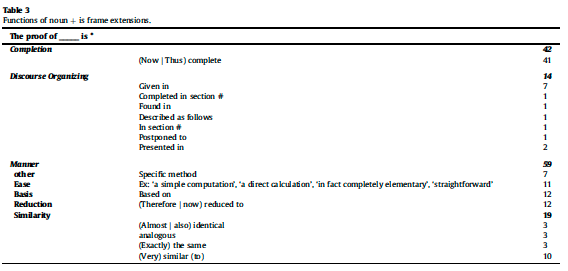 Table 3
Functions of noun + is frame extensions.
The proof of _____ is *
Completion 42
(Now | Thus) complete 41
Discourse Organizing 14
Given in 7
Completed in section # 1
Found in 1
Described as follows 1
In section # 1
Postponed to 1
Presented in 2
Manner 59
other Specific method 7
Ease Ex: 'a simple computation', 'a direct calculation', 'in fact completely elementary', 'straightforward' 11
Basis Based on 12
Reduction (Therefore | now) reduced to 12
Similarity 19
(Almost | also) identical 3
analogous 3
(Exactly) the same 3
(Very) similar (to) 10